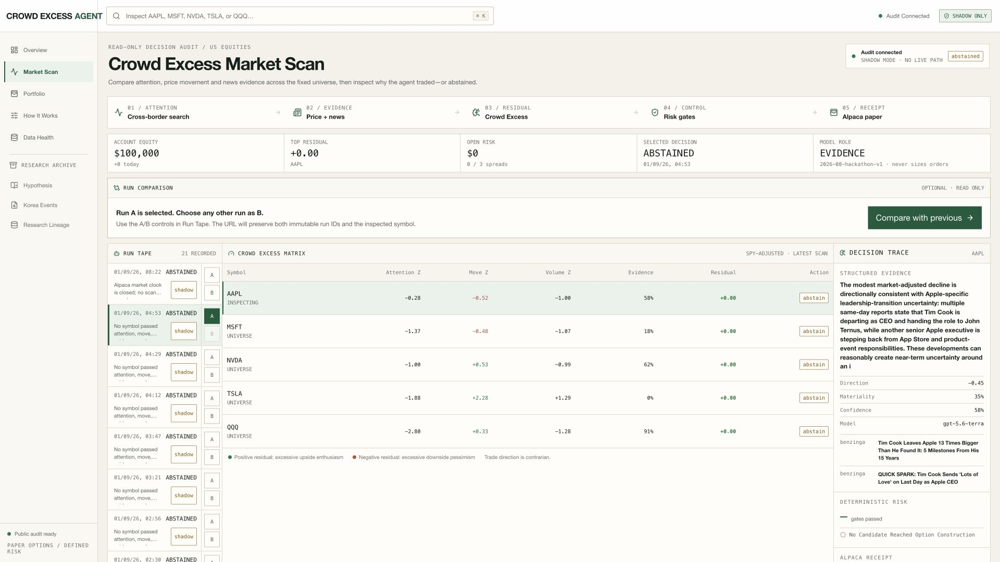 CROWD EXCESS AGENT
Inspect AAPL, MSFT, NVDA, TSLA, or QQQ...
⌘ K
Audit Connected
SHADOW ONLY
Overview
Market Scan
Portfolio
How It Works
Data Health
RESEARCH ARCHIVE
Hypothesis
Korea Events
Research Lineage
Public audit ready
PAPER OPTIONS / DEFINED
RISK
READ-ONLY DECISION AUDIT / US EQUITIES
Crowd Excess Market Scan
Compare attention, price movement and news evidence across the fixed universe, then inspect why the agent traded—or abstained.
Audit connected
SHADOW MODE · NO LIVE PATH
abstained
01 / ATTENTION
Cross-border search
02 / EVIDENCE
Price + news
03 / RESIDUAL
Crowd Excess
04 / CONTROL
Risk gates
05 / RECEIPT
Alpaca paper
ACCOUNT EQUITY
$100,000
+0 today
TOP RESIDUAL
+0.00
AAPL
OPEN RISK
$0
0 / 3 spreads
SELECTED DECISION
ABSTAINED
01/09/26, 04:53
MODEL ROLE
EVIDENCE
2026-08-hackathon-v1 · never sizes orders
RUN COMPARISON
OPTIONAL · READ ONLY
Run A is selected. Choose any other run as B.
Use the A/B controls in Run Tape. The URL will preserve both immutable run IDs and the inspected symbol.
Compare with previous →
RUN TAPE 21 RECORDED
01/09/26, 08:22 ABSTAINED
Alpaca market clock
is closed; no scan...
shadow
A
B
01/09/26, 04:53 ABSTAINED
No symbol passed
attention, move,...
shadow
A
B
01/09/26, 04:29 ABSTAINED
No symbol passed
attention, move,...
shadow
A
B
01/09/26, 04:12 ABSTAINED
No symbol passed
attention, move,...
shadow
A
B
01/09/26, 03:47 ABSTAINED
No symbol passed
attention, move,...
shadow
A
B
01/09/26, 03:21 ABSTAINED
No symbol passed
attention, move,...
shadow
A
B
01/09/26, 02:56 ABSTAINED
No symbol passed
attention, move,...
shadow
A
B
01/09/26, 02:30 ABSTAINED
CROWD EXCESS MATRIX
SPY-ADJUSTED · LATEST SCAN
Symbol Attention Z Move Z Volume Z Evidence Residual Action
AAPL −0.28 −0.52 −1.00 58% +0.00 abstain
INSPECTING
MSFT −1.37 −0.48 −1.07 18% +0.00 abstain
UNIVERSE
NVDA −1.00 +0.53 −0.99 62% +0.00 abstain
UNIVERSE
TSLA −1.88 +2.28 +1.29 0% +0.00 abstain
UNIVERSE
QQQ −2.80 +0.33 −1.28 91% +0.00 abstain
UNIVERSE
Positive residual: excessive upside enthusiasm Negative residual: excessive downside pessimism Trade direction is contrarian.
DECISION TRACE AAPL
STRUCTURED EVIDENCE
The modest market-adjusted decline is
directionally consistent with Apple-specific
leadership-transition uncertainty: multiple
same-day reports state that Tim Cook is
departing as CEO and handing the role to John
Ternus, while another senior Apple executive is
stepping back from App Store and product-
event responsibilities. These developments can
reasonably create near-term uncertainty around
an i
Direction −0.45
Materiality 35%
Confidence 58%
Model gpt-5.6-terra
benzinga Tim Cook Leaves Apple 13 Times Bigger
Than He Found It: 5 Milestones From His
15 Years
benzinga QUICK SPARK: Tim Cook Sends 'Lots of
Love' on Last Day as Apple CEO
DETERMINISTIC RISK
— gates passed
No Candidate Reached Option Construction
ALPACA RECEIPT